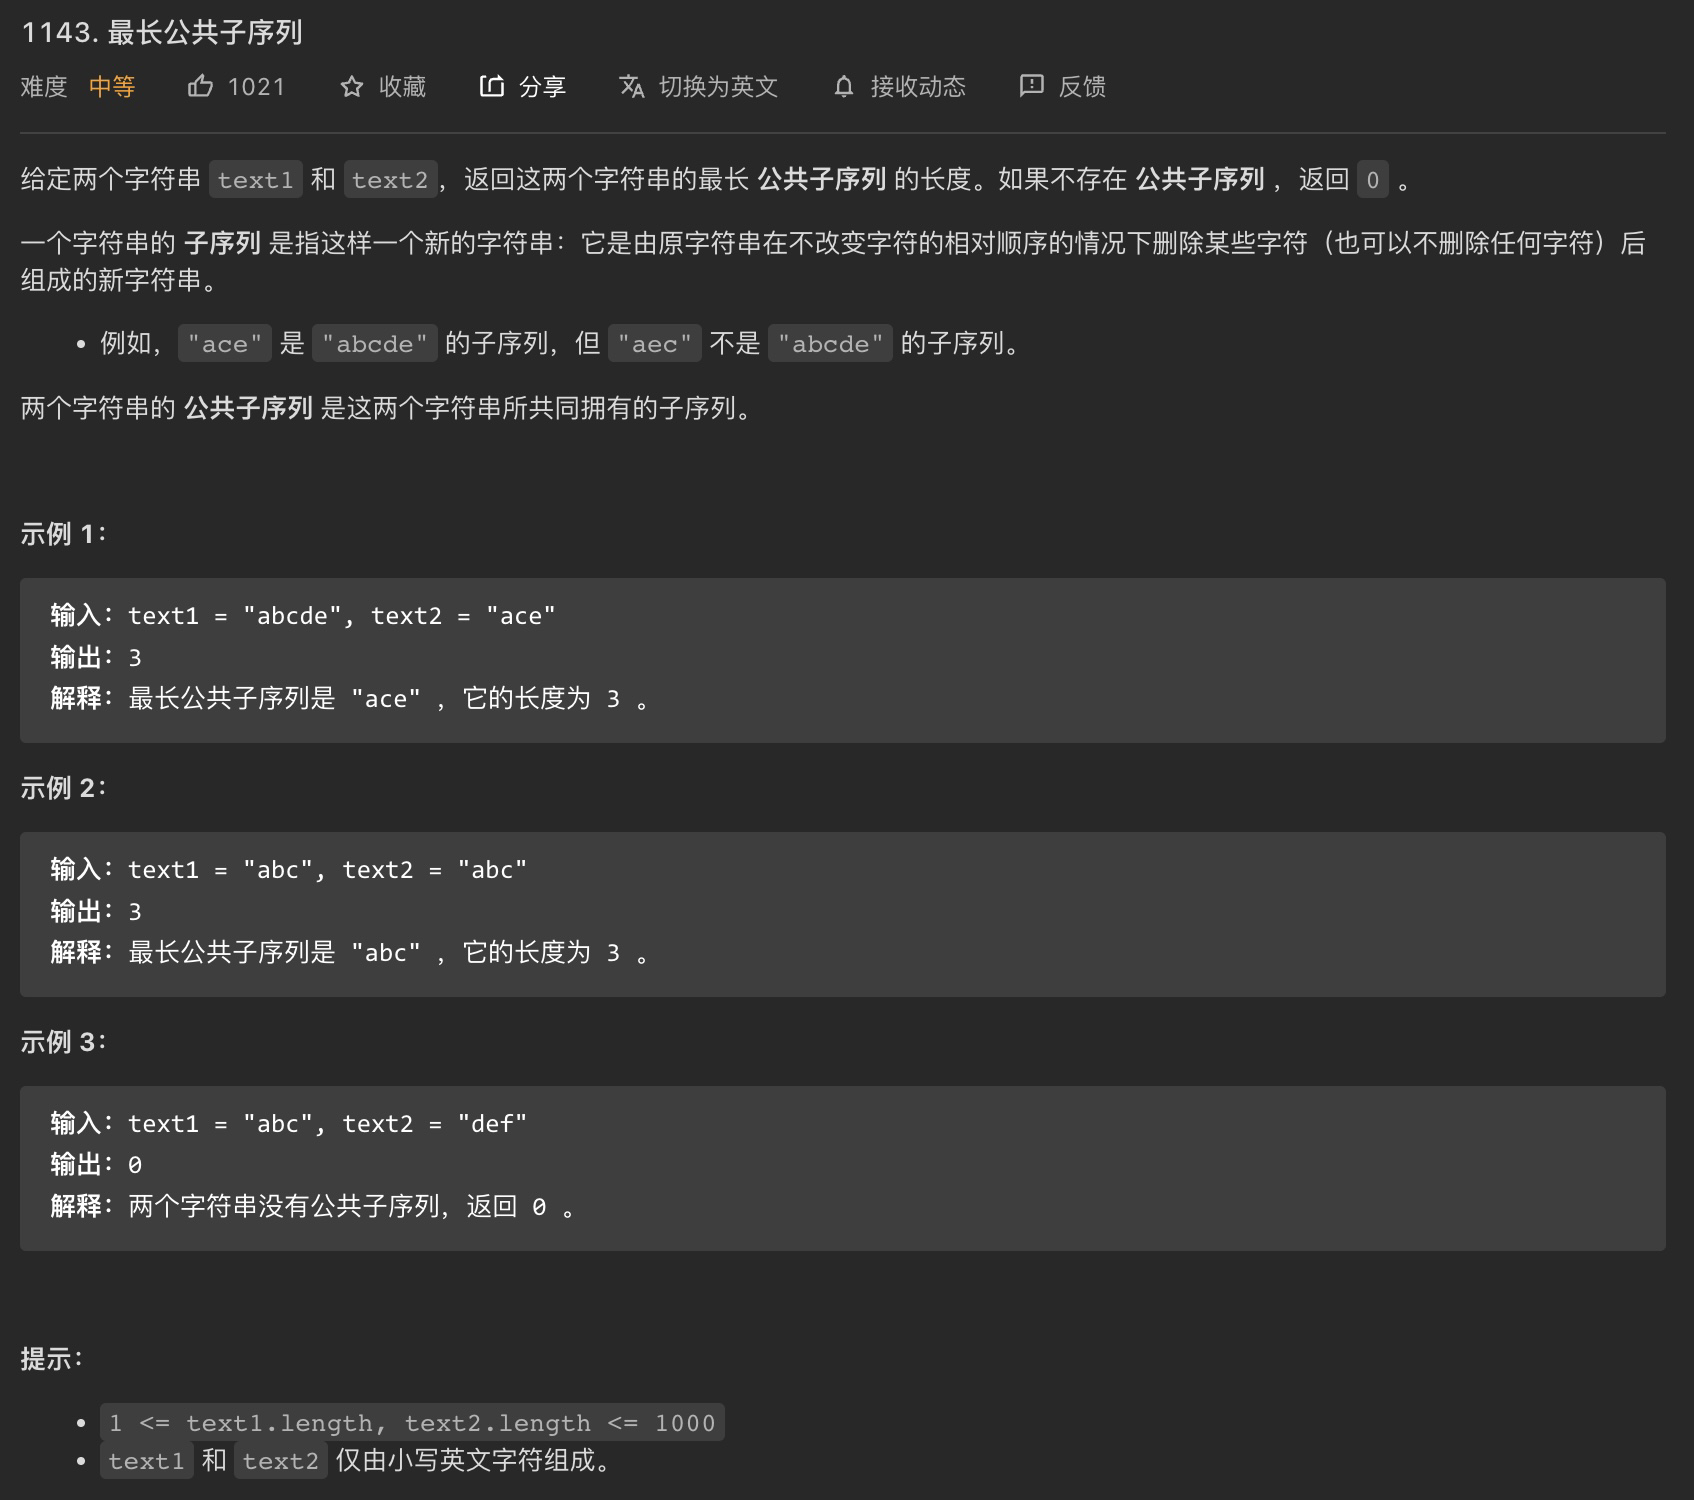 1143. 最长公共子序列
难度 中等 1021 收藏 分享 切换为英文 接收动态 反馈
给定两个字符串 text1 和 text2，返回这两个字符串的最长 公共子序列 的长度。如果不存在 公共子序列 ，返回 0 。
一个字符串的 子序列 是指这样一个新的字符串：它是由原字符串在不改变字符的相对顺序的情况下删除某些字符（也可以不删除任何字符）后
组成的新字符串。
• 例如，"ace" 是 "abcde" 的子序列，但 "aec" 不是 "abcde" 的子序列。
两个字符串的 公共子序列 是这两个字符串所共同拥有的子序列。
示例 1：
输入：text1 = "abcde", text2 = "ace"
输出：3
解释：最长公共子序列是 "ace" ，它的长度为 3 。
示例 2：
输入：text1 = "abc", text2 = "abc"
输出：3
解释：最长公共子序列是 "abc" ，它的长度为 3 。
示例 3：
输入：text1 = "abc", text2 = "def"
输出：0
解释：两个字符串没有公共子序列，返回 0 。
提示：
• 1 <= text1.length, text2.length <= 1000
• text1 和 text2 仅由小写英文字符组成。